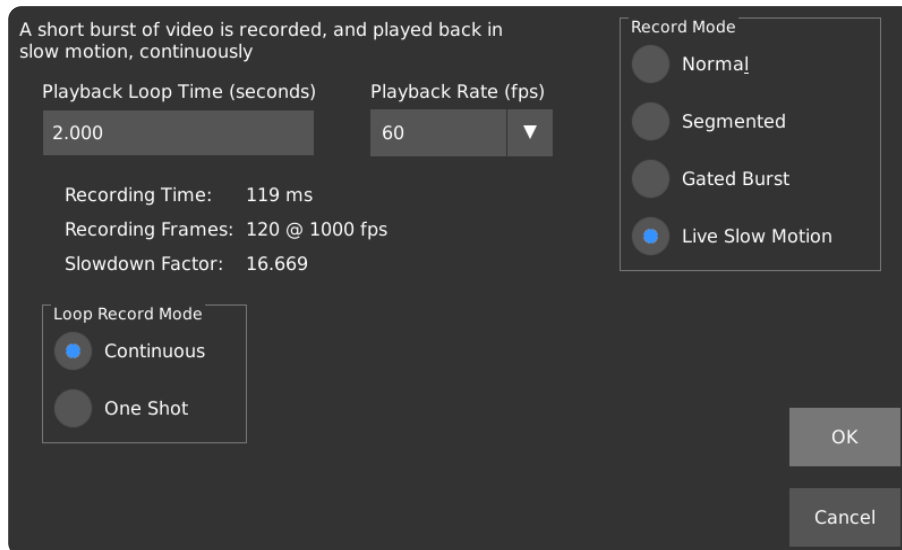 A short burst of video is recorded, and played back in
slow motion, continuously
Playback Loop Time (seconds)
2.000
Playback Rate (fps)
60
Recording Time: 119 ms
Recording Frames: 120 @ 1000 fps
Slowdown Factor: 16.669
Loop Record Mode
Continuous
One Shot
Record Mode
Normal
Segmented
Gated Burst
Live Slow Motion
OK
Cancel